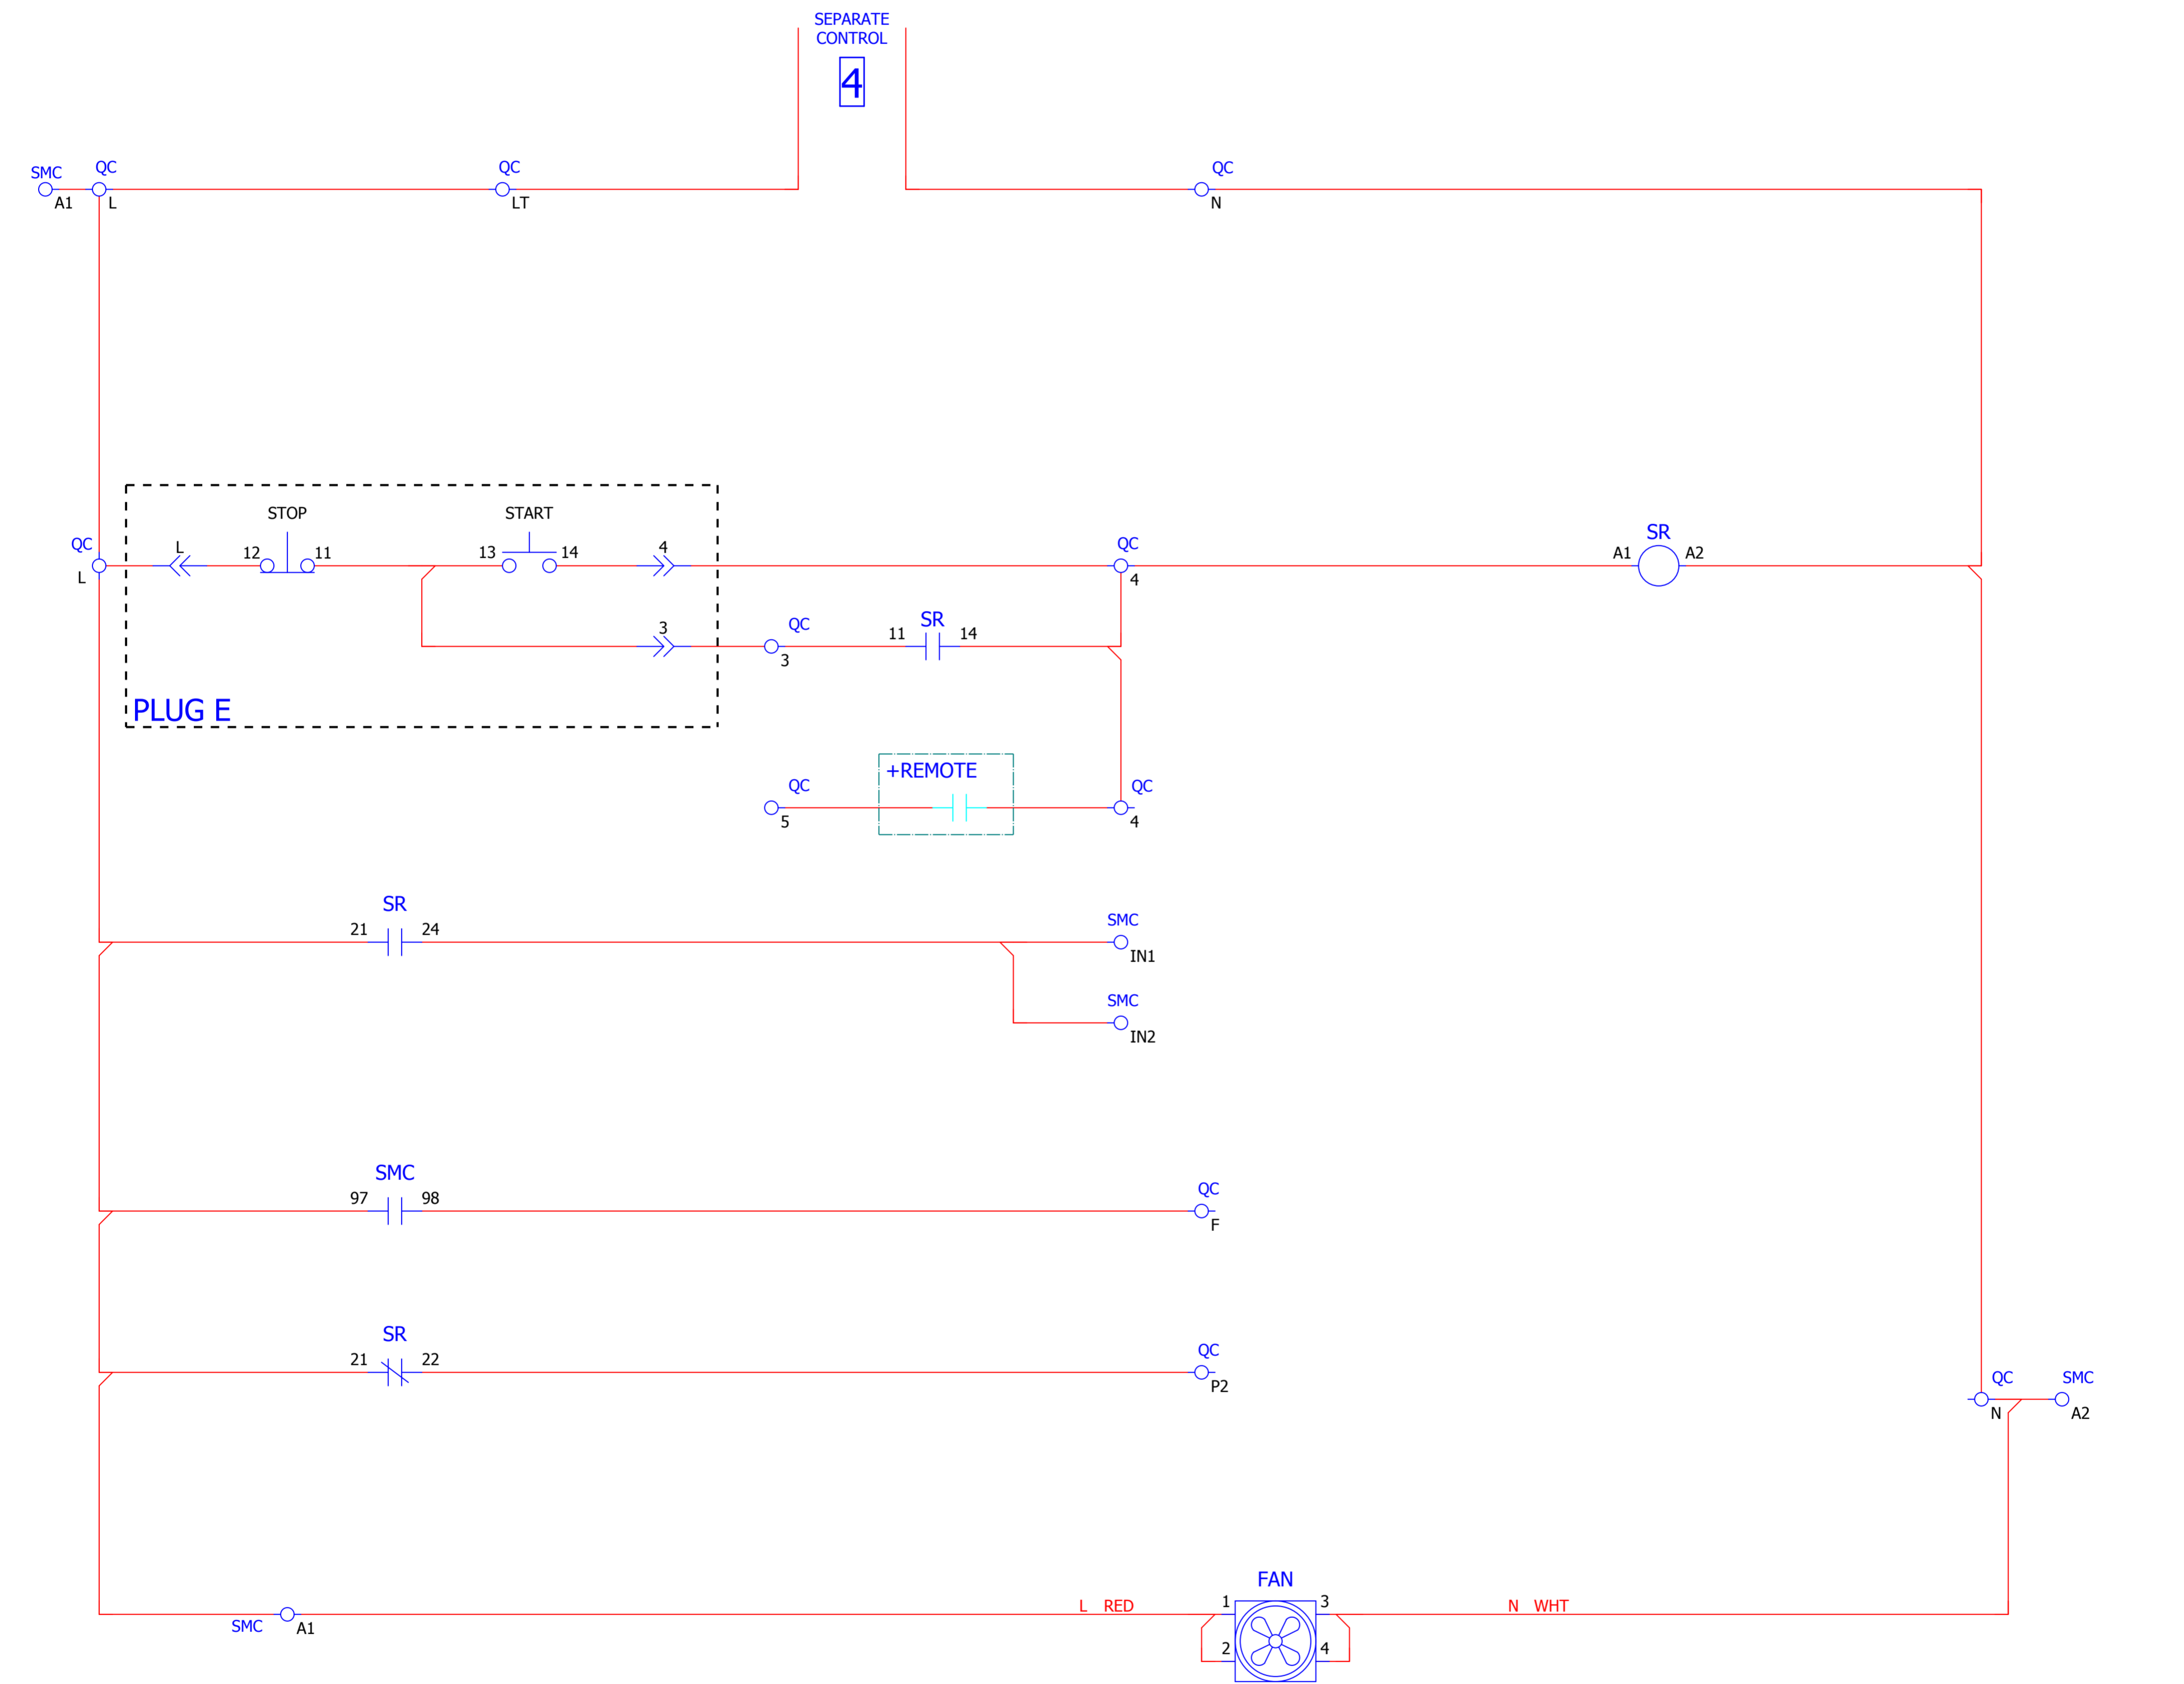 SEPARATE
CONTROL
4
SMC
QC
QC
QC
A1
L
LT
N
STOP
START
SR
QC
L
12
11
13
14
4
QC
A1
A2
L
4
3
QC
SR
11
14
3
PLUG E
+REMOTE
QC
QC
5
4
SR
21
24
SMC
IN1
SMC
IN2
SMC
97
98
QC
F
SR
21
22
QC
P2
QC
SMC
N
A2
FAN
L RED
1
3
N WHT
SMC
A1
2
4